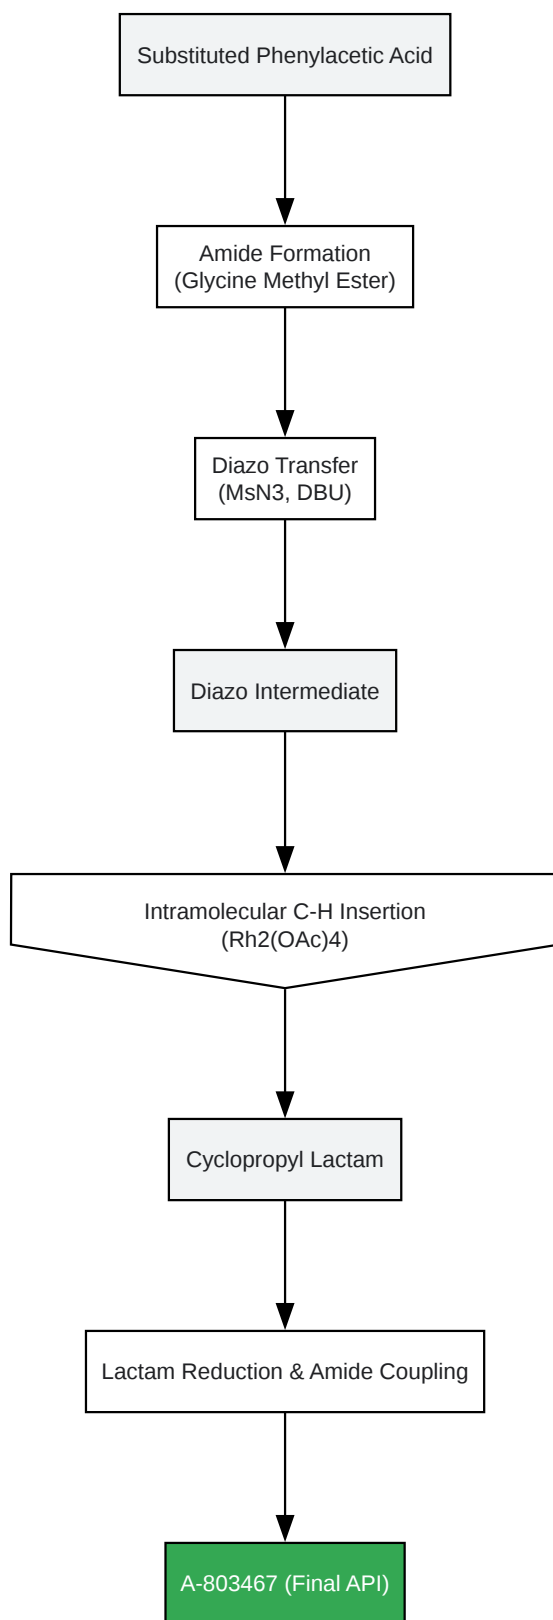 Substituted Phenylacetic Acid
Amide Formation
(Glycine Methyl Ester)
Diazo Transfer
(MsN3, DBU)
Diazo Intermediate
Intramolecular C-H Insertion
(Rh2(OAc)4)
Cyclopropyl Lactam
Lactam Reduction & Amide Coupling
A-803467 (Final API)